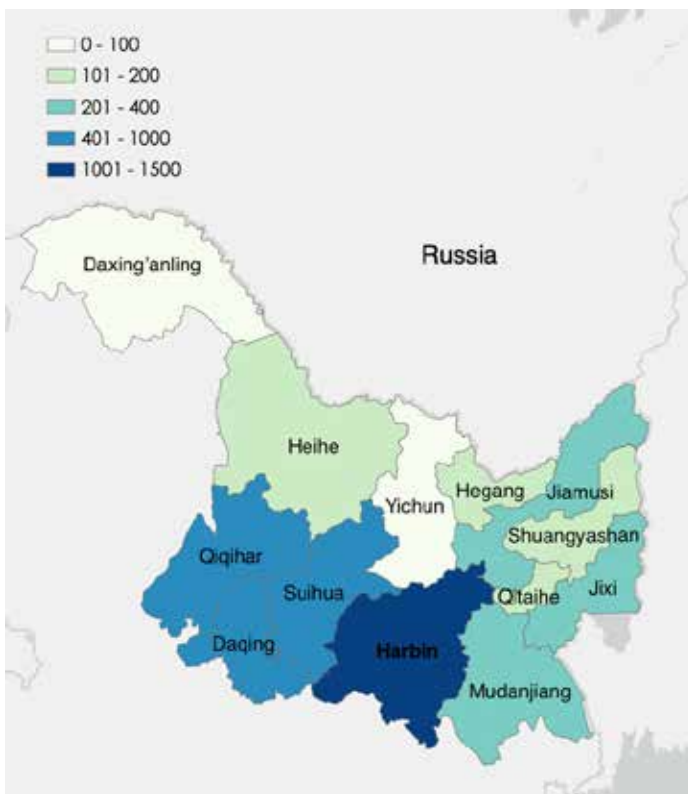 0 - 100
101 - 200
201 - 400
401 - 1000
1001 - 1500
Russia
Daxing'anling
Heihe
Yichun
Hegang
Jiamusi
Shuangyashan
Qiqihar
Suihua
Qitaihe
Jixi
Daqing
Harbin
Mudanjiang